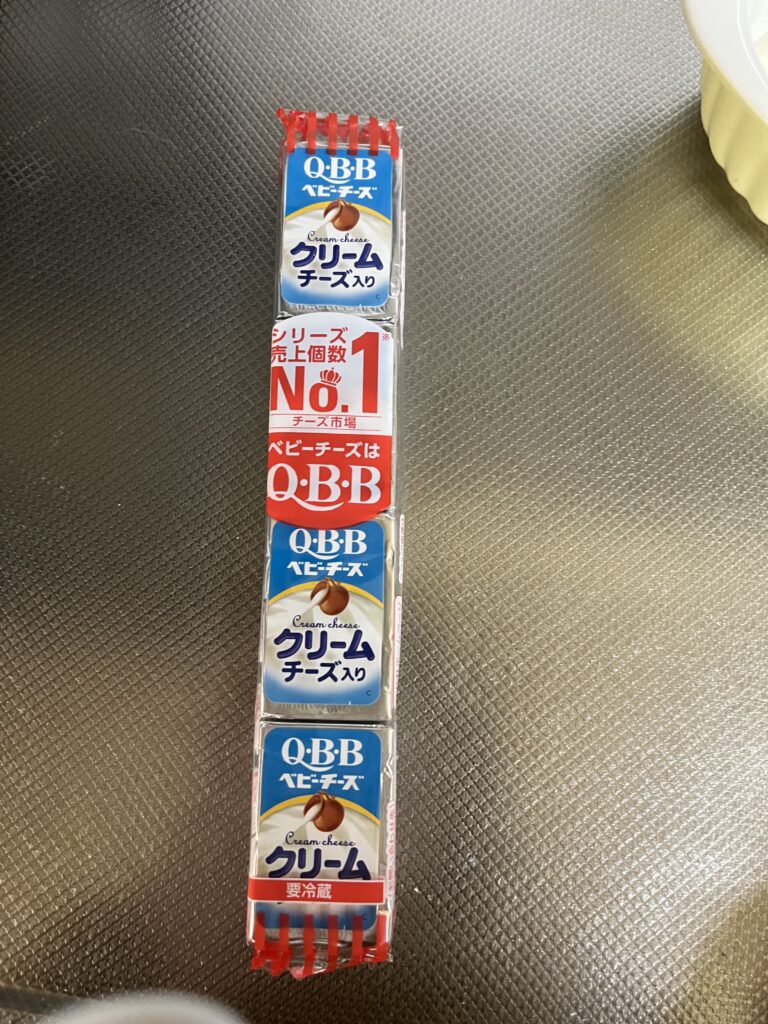 Q・B・B
ベビーチーズ
Cream cheese
クリーム
チーズ入り
C
シリーズ
売上個数
No.1※
チーズ市場
ベビーチーズは
Q・B・B
Q・B・B
ベビーチーズ
Cream cheese
クリーム
チーズ入り
C
Q・B・B
ベビーチーズ
Cream cheese
クリーム
要冷蔵
C